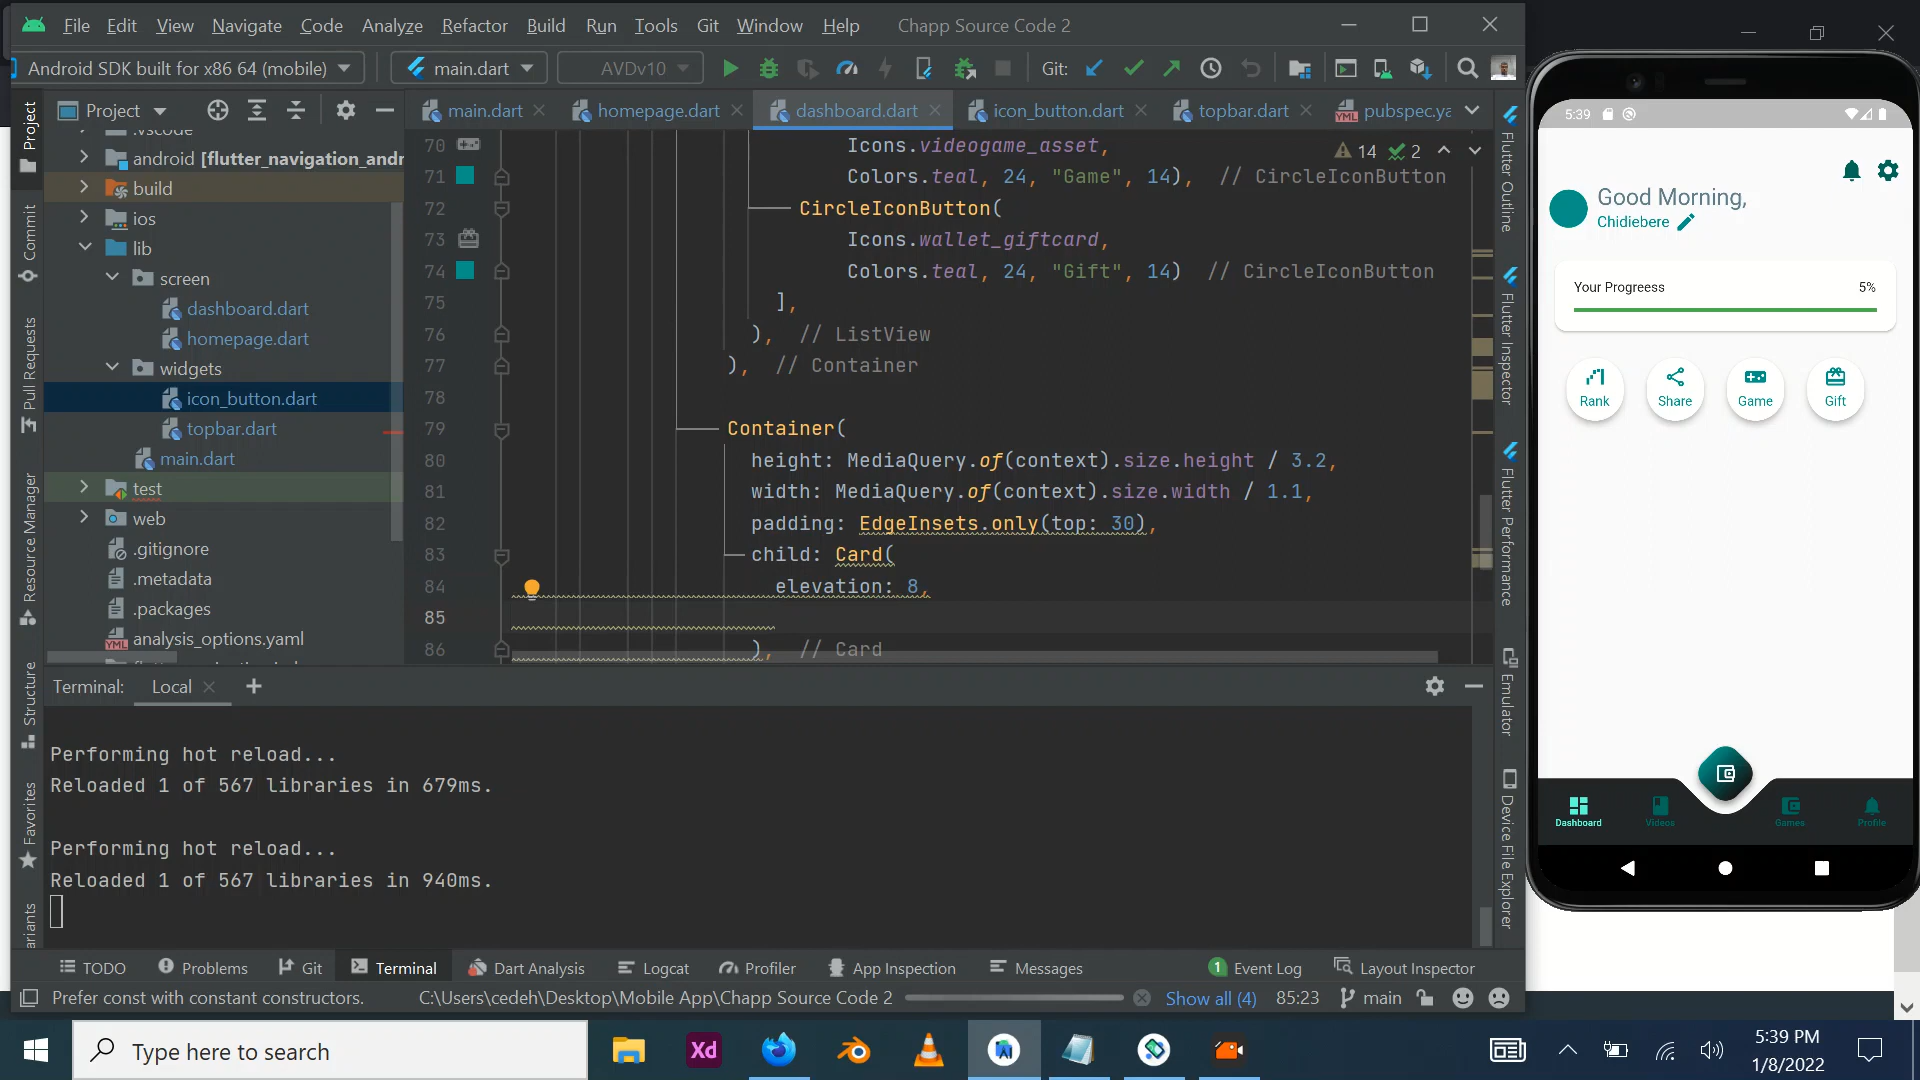 File Edit View Navigate Code Analyze Refactor Build Run Tools Git Window Help Chapp Source Code 2
Android SDK built for x86 64 (mobile) main.dart AVDv10 Git:
Project main.dart homepage.dart dashboard.dart icon_button.dart topbar.dart pubspec.ya
.vscode
android [flutter_navigation_andr
build
ios
lib
screen
dashboard.dart
homepage.dart
widgets
icon_button.dart
topbar.dart
main.dart
test
web
.gitignore
.metadata
.packages
analysis_options.yaml
14 2
70 Icons.videogame_asset,
71 Colors.teal, 24, "Game", 14), // CircleIconButton
72 CircleIconButton(
73 Icons.wallet_giftcard,
74 Colors.teal, 24, "Gift", 14) // CircleIconButton
75 ],
76 ), // ListView
77 ), // Container
78
79 Container(
80 height: MediaQuery.of(context).size.height / 3.2,
81 width: MediaQuery.of(context).size.width / 1.1,
82 padding: EdgeInsets.only(top: 30),
83 child: Card(
84 elevation: 8,
85
86 ), // Card
Project
Commit
Pull Requests
Resource Manager
Structure
Favorites
ariants
Flutter Outline
Flutter Inspector
Flutter Performance
Emulator
Device File Explorer
Terminal: Local
Performing hot reload...
Reloaded 1 of 567 libraries in 679ms.
Performing hot reload...
Reloaded 1 of 567 libraries in 940ms.
TODO Problems Git Terminal Dart Analysis Logcat Profiler App Inspection Messages 1 Event Log Layout Inspector
Prefer const with constant constructors. C:\Users\cedeh\Desktop\Mobile App\Chapp Source Code 2 Show all (4) 85:23 main
5:39
Good Morning,
Chidiebere
Your Progreess 5%
Rank Share Game Gift
Dashboard Videos Games Profile
Type here to search
Xd
5:39 PM
1/8/2022